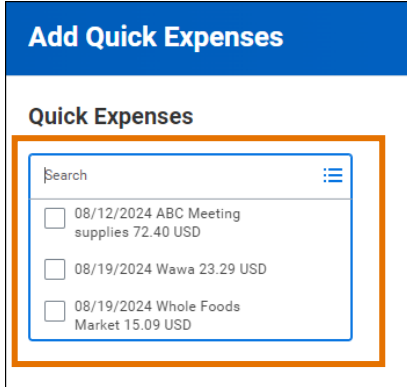 Add Quick Expenses
Quick Expenses
Search
08/12/2024 ABC Meeting
supplies 72.40 USD
08/19/2024 Wawa 23.29 USD
08/19/2024 Whole Foods
Market 15.09 USD